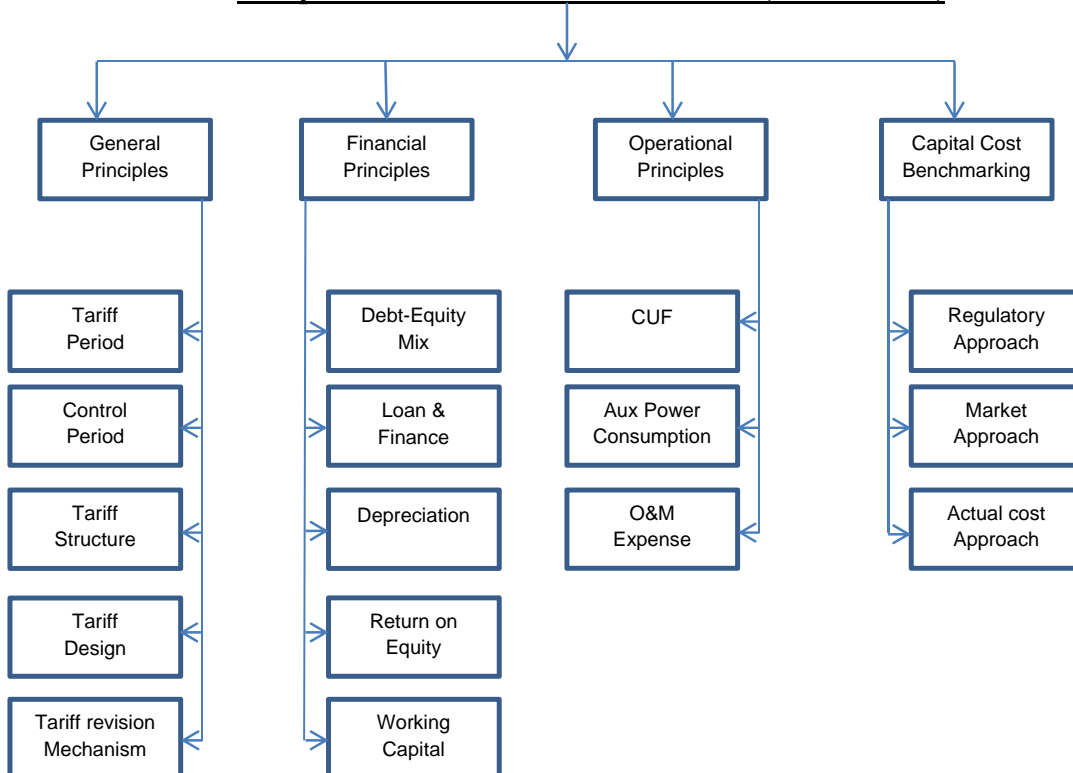 General
Principles
Financial
Principles
Operational
Principles
Capital Cost
Benchmarking
Tariff
Period
Control
Period
Tariff
Structure
Tariff
Design
Tariff revision
Mechanism
Debt-Equity
Mix
Loan &
Finance
Depreciation
Return on
Equity
Working
Capital
CUF
Aux Power
Consumption
O&M
Expense
Regulatory
Approach
Market
Approach
Actual cost
Approach